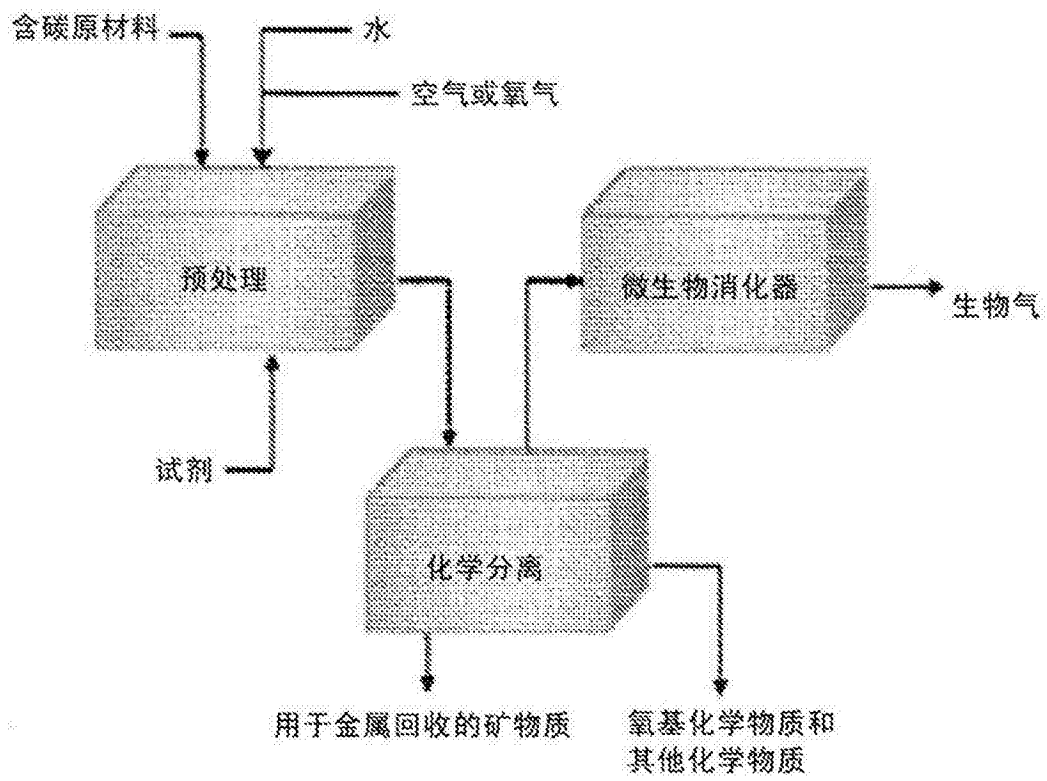 含碳原材料
水
空气或氧气
预处理
微生物消化器
生物气
试剂
化学分离
用于金属回收的矿物质
氧基化学物质和
其他化学物质